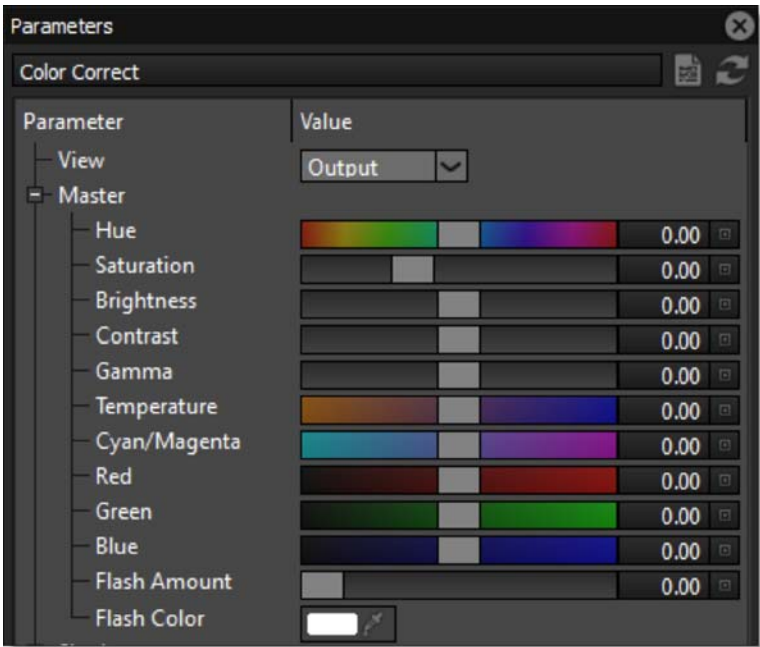 Parameters
Color Correct
Parameter Value
View Output
Master
Hue 0.00
Saturation 0.00
Brightness 0.00
Contrast 0.00
Gamma 0.00
Temperature 0.00
Cyan/Magenta 0.00
Red 0.00
Green 0.00
Blue 0.00
Flash Amount 0.00
Flash Color